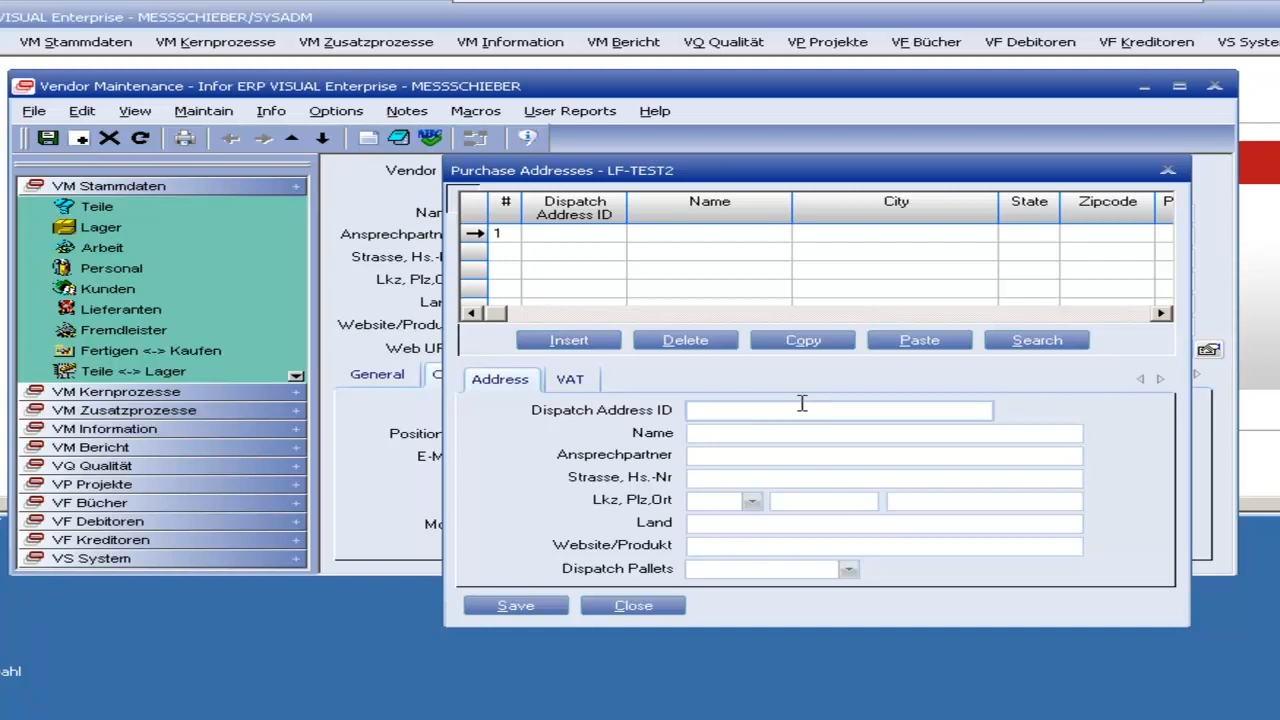 VISUAL Enterprise - MESSSCHIEBER/SYSADM
VM Stammdaten VM Kernprozesse VM Zusatzprozesse VM Information VM Bericht VQ Qualität VP Projekte VF Bücher VF Debitoren VF Kreditoren VS Syste
Vendor Maintenance - Infor ERP VISUAL Enterprise - MESSSCHIEBER
File Edit View Maintain Info Options Notes Macros User Reports Help
VM Stammdaten
Teile
Lager
Arbeit
Personal
Kunden
Lieferanten
Fremdleister
Fertigen <-> Kaufen
Teile <-> Lager
VM Kernprozesse
VM Zusatzprozesse
VM Information
VM Bericht
VQ Qualität
VP Projekte
VF Bücher
VF Debitoren
VF Kreditoren
VS System
Vendor
Nar
Ansprechpartn
Strasse, Hs.-N
Lkz, Plz,O
Lar
Website/Produ
Web UF
General C
Position
E-M
Mo
Purchase Addresses - LF-TEST2
# Dispatch Address ID Name City State Zipcode P
1
Insert Delete Copy Paste Search
Address VAT
Dispatch Address ID
Name
Ansprechpartner
Strasse, Hs.-Nr
Lkz, Plz,Ort
Land
Website/Produkt
Dispatch Pallets
Save Close
ahl